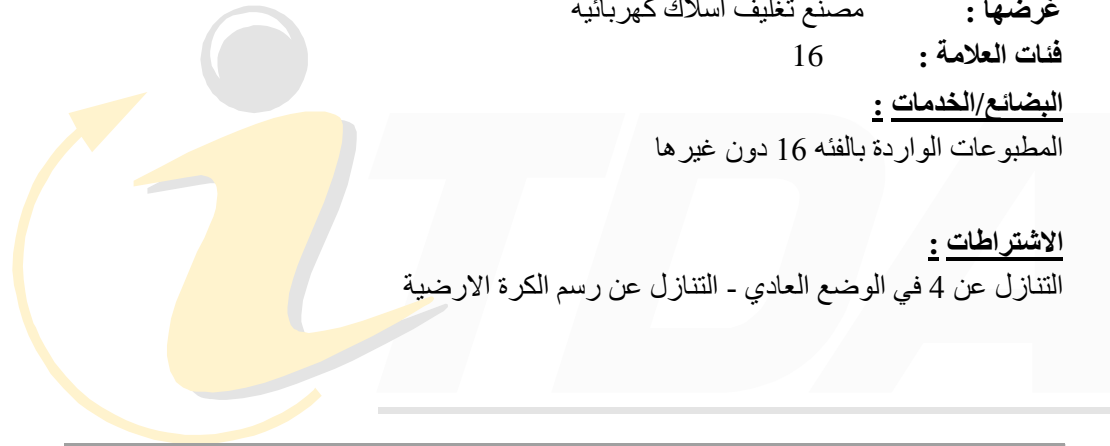 غرضها : مصنع تغليف اسلاك كهربائيه
فئات العلامة : 16
البضائع/الخدمات :
المطبوعات الواردة بالفئه 16 دون غيرها
الاشتراطات :
التنازل عن 4 في الوضع العادي - التنازل عن رسم الكرة الارضية
iTDA